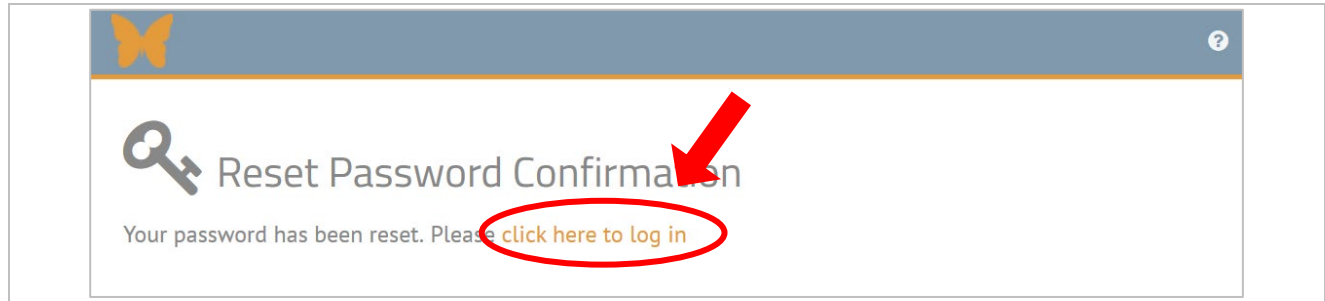 ?
Reset Password Confirmation
Your password has been reset. Please click here to log in